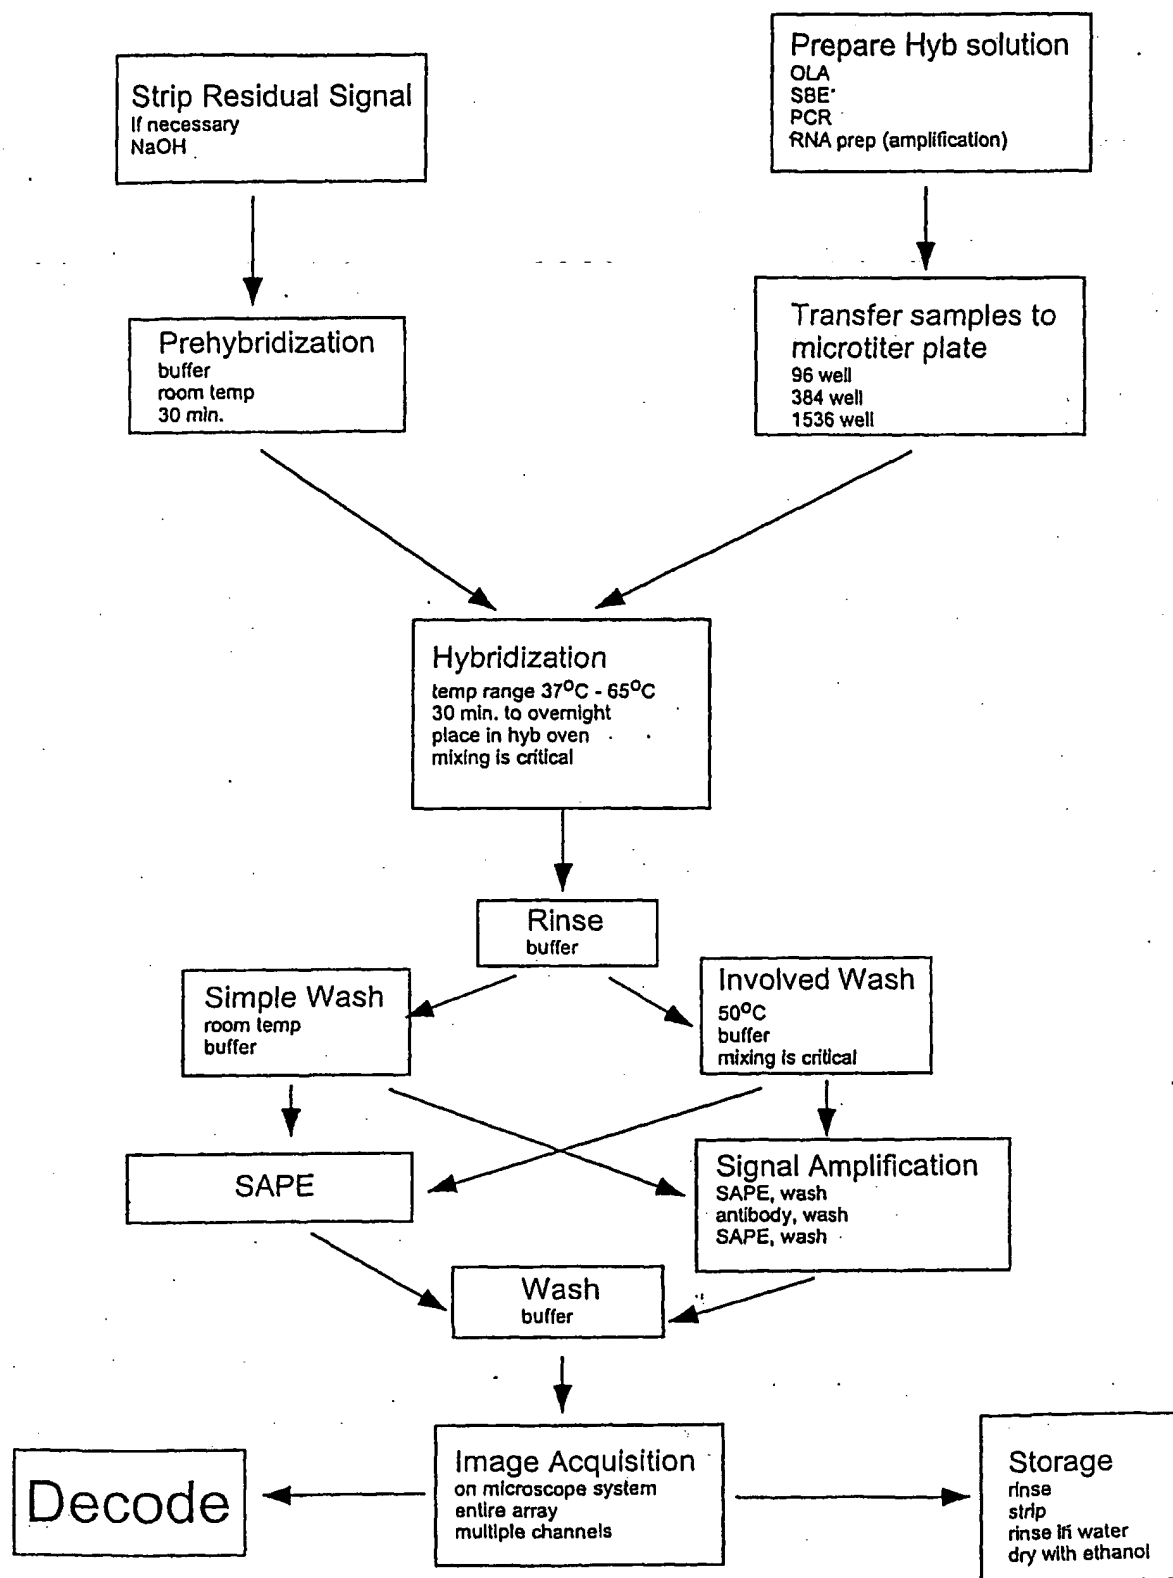 Strip Residual Signal
If necessary
NaOH
Prepare Hyb solution
OLA
SBE
PCR
RNA prep (amplification)
Prehybridization
buffer
room temp
30 min.
Transfer samples to
microtiter plate
96 well
384 well
1536 well
Hybridization
temp range 37°C - 65°C
30 min. to overnight
place in hyb oven
mixing is critical
Rinse
buffer
Simple Wash
room temp
buffer
Involved Wash
50°C
buffer
mixing is critical
SAPE
Signal Amplification
SAPE, wash
antibody, wash
SAPE, wash
Wash
buffer
Decode
Image Acquisition
on microscope system
entire array
multiple channels
Storage
rinse
strip
rinse in water
dry with ethanol